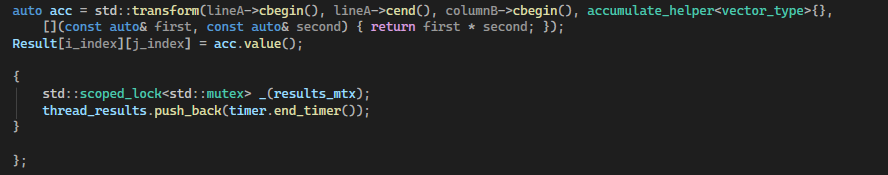 auto acc = std::transform(lineA->cbegin(), lineA->cend(), columnB->cbegin(), accumulate_helper<vector_type>{},
    [](const auto& first, const auto& second) { return first * second; });
Result[i_index][j_index] = acc.value();

{
    std::scoped_lock<std::mutex> _(results_mtx);
    thread_results.push_back(timer.end_timer());
}

};